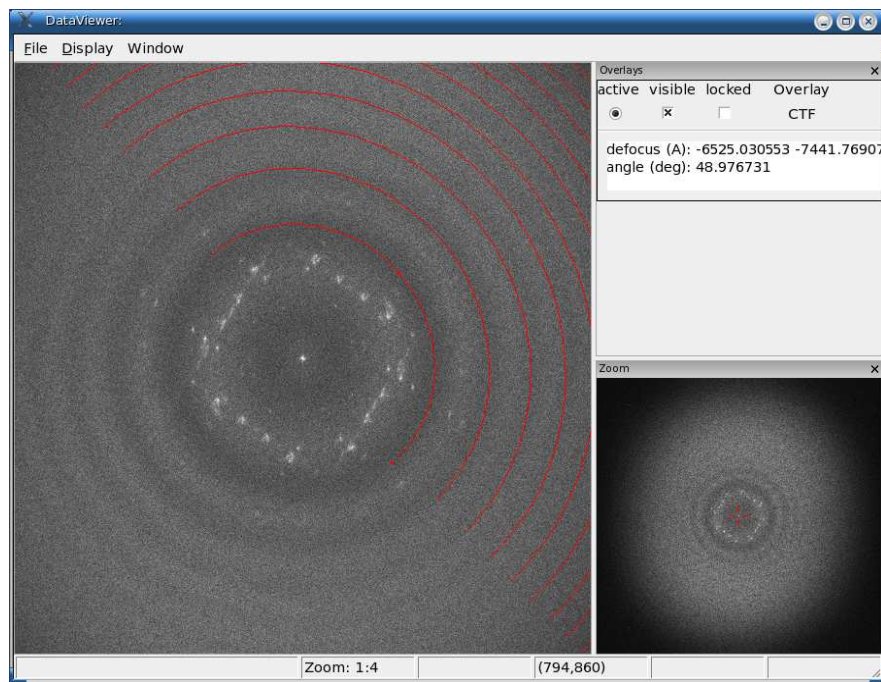 DataViewer:
File Display Window
Overlays
active visible locked Overlay
CTF
defocus (A): -6525.030553 -7441.76907
angle (deg): 48.976731
Zoom
Zoom: 1:4
(794,860)